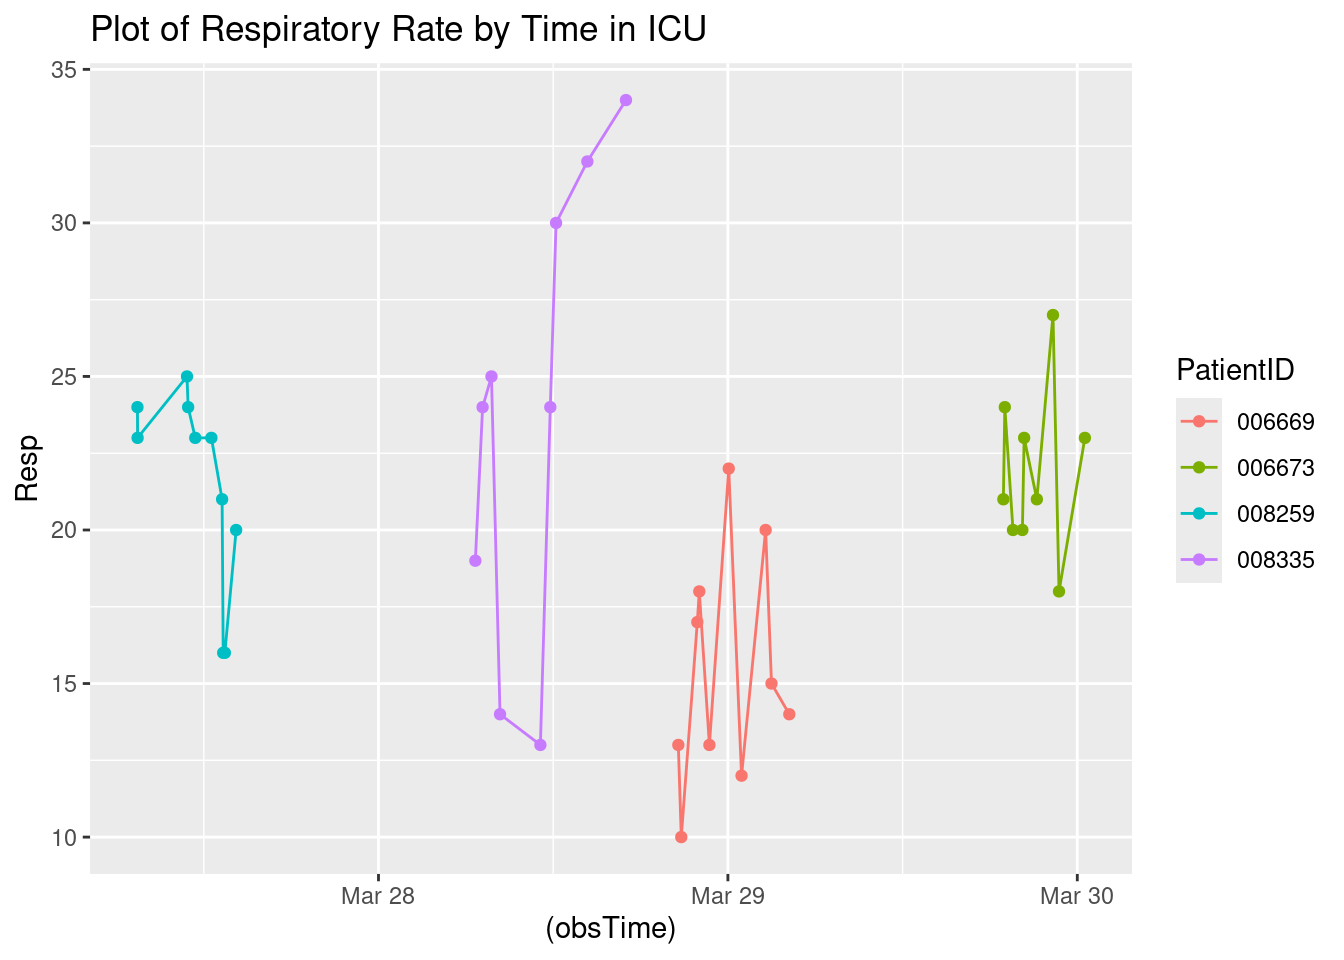 Plot of Respiratory Rate by Time in ICU
35
30
25
20
15
10
Resp
Mar 28
Mar 29
Mar 30
(obsTime)
PatientID
006669
006673
008259
008335